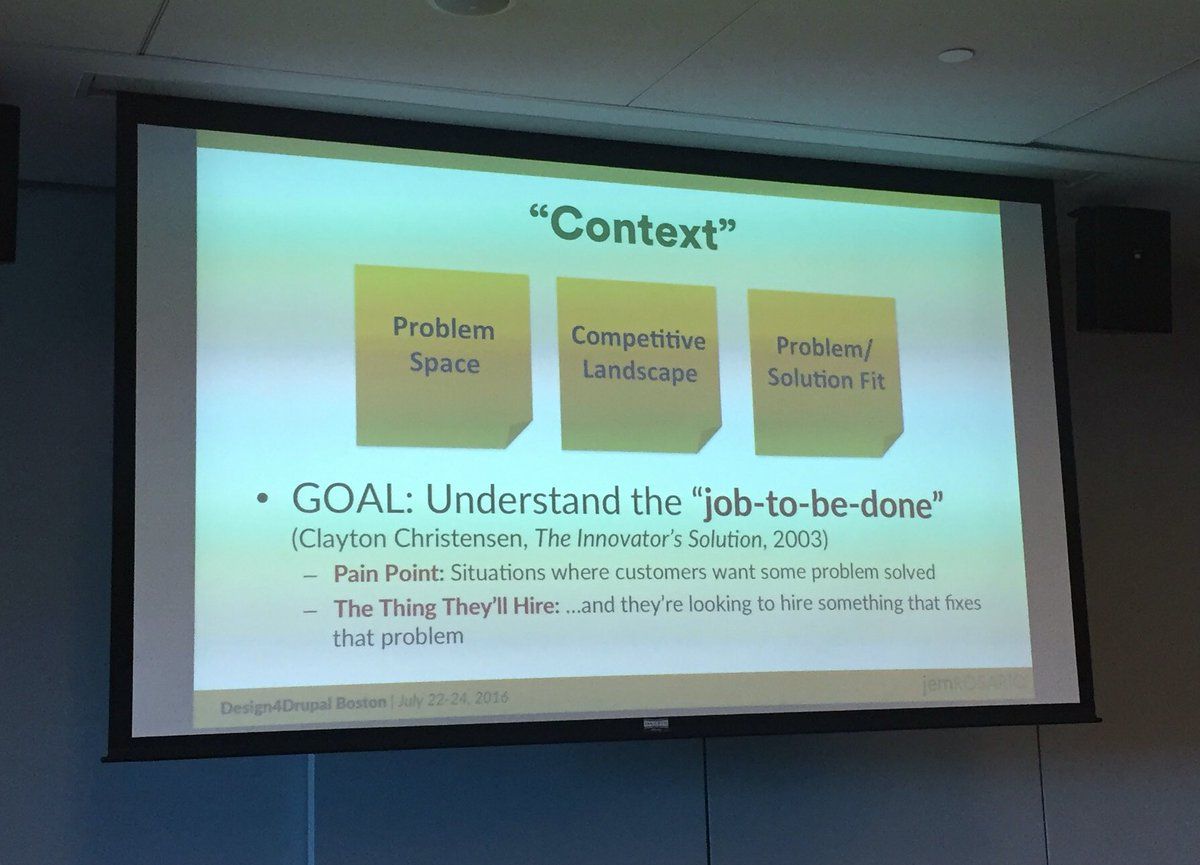 “Context”
Problem
Space
Competitive
Landscape
Problem/
Solution Fit
• GOAL: Understand the “job-to-be-done”
(Clayton Christensen, The Innovator’s Solution, 2003)
– Pain Point: Situations where customers want some problem solved
– The Thing They’ll Hire: ...and they’re looking to hire something that fixes
that problem
Design4Drupal Boston | July 22-24, 2016
jemROSARIO